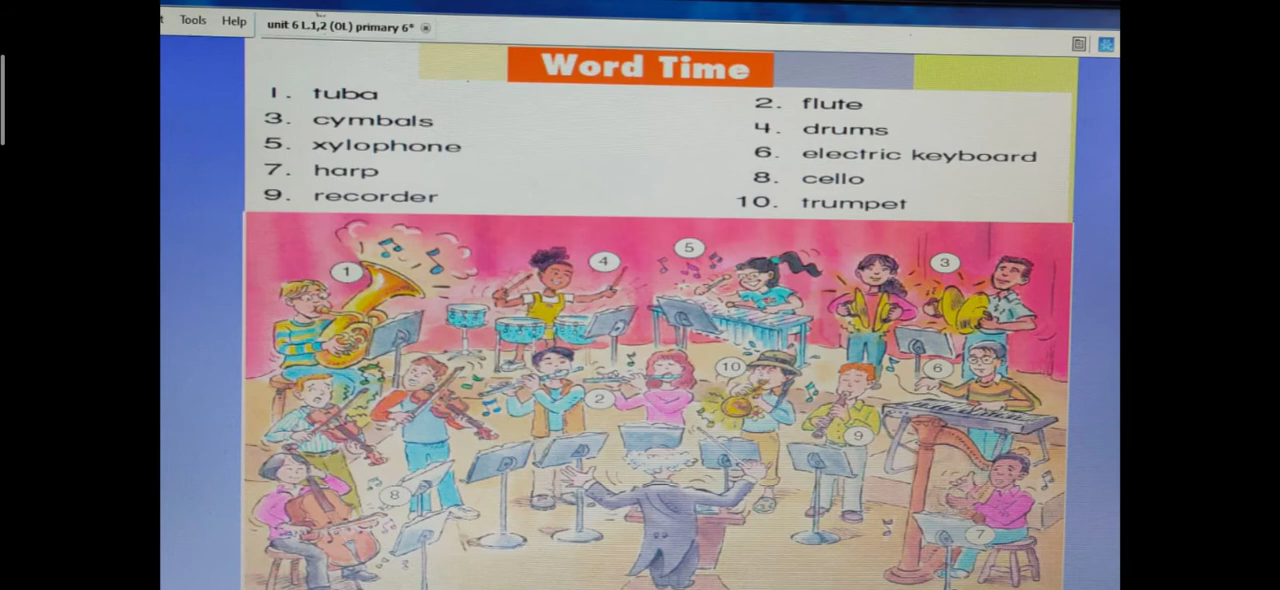 Tools Help
unit 6 L.1,2 (OL) primary 6*
Word Time
1. tuba
2. flute
3. cymbals
4. drums
5. xylophone
6. electric keyboard
7. harp
8. cello
9. recorder
10. trumpet
1
4
5
3
10
6
2
9
8
7